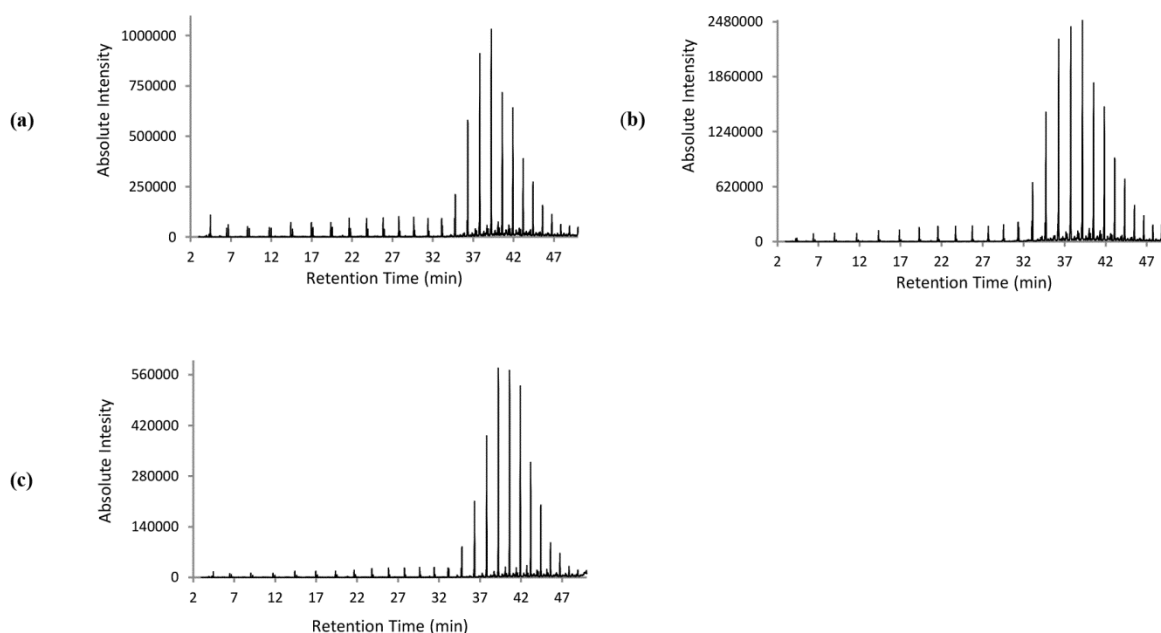 (a)
Absolute Intensity
1000000
750000
500000
250000
0
2 7 12 17 22 27 32 37 42 47
Retention Time (min)
(b)
Absolute Intensity
2480000
1860000
1240000
620000
0
2 7 12 17 22 27 32 37 42 47
Retention Time (min)
(c)
Absolute Intesity
560000
420000
280000
140000
0
2 7 12 17 22 27 32 37 42 47
Retention Time (min)